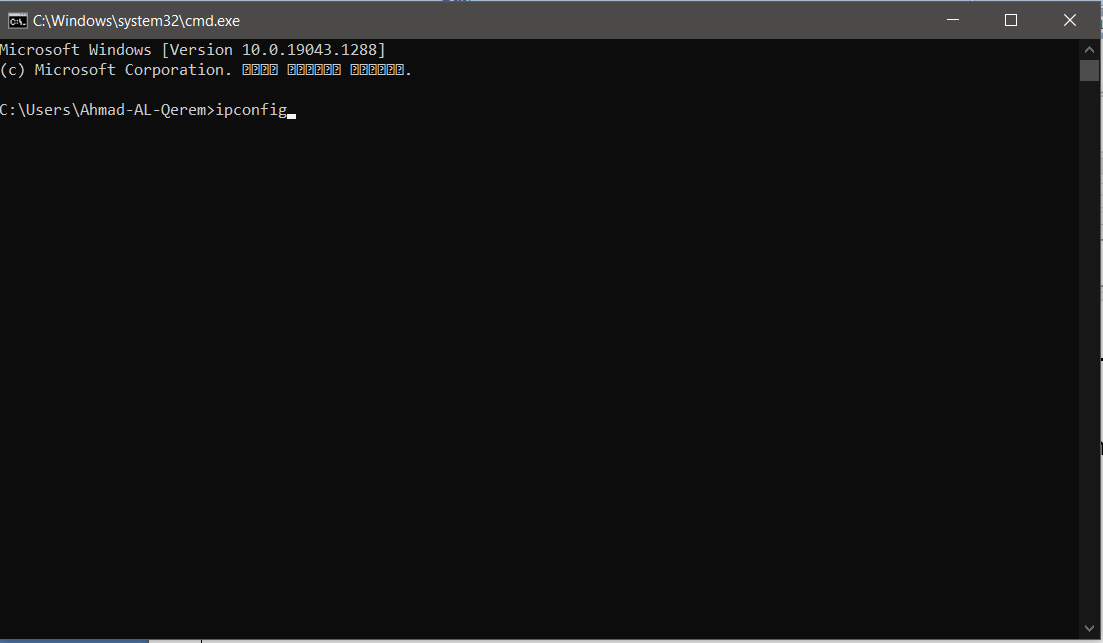 C:\Windows\system32\cmd.exe
Microsoft Windows [Version 10.0.19043.1288]
(c) Microsoft Corporation.
C:\Users\Ahmad-AL-Qerem>ipconfig